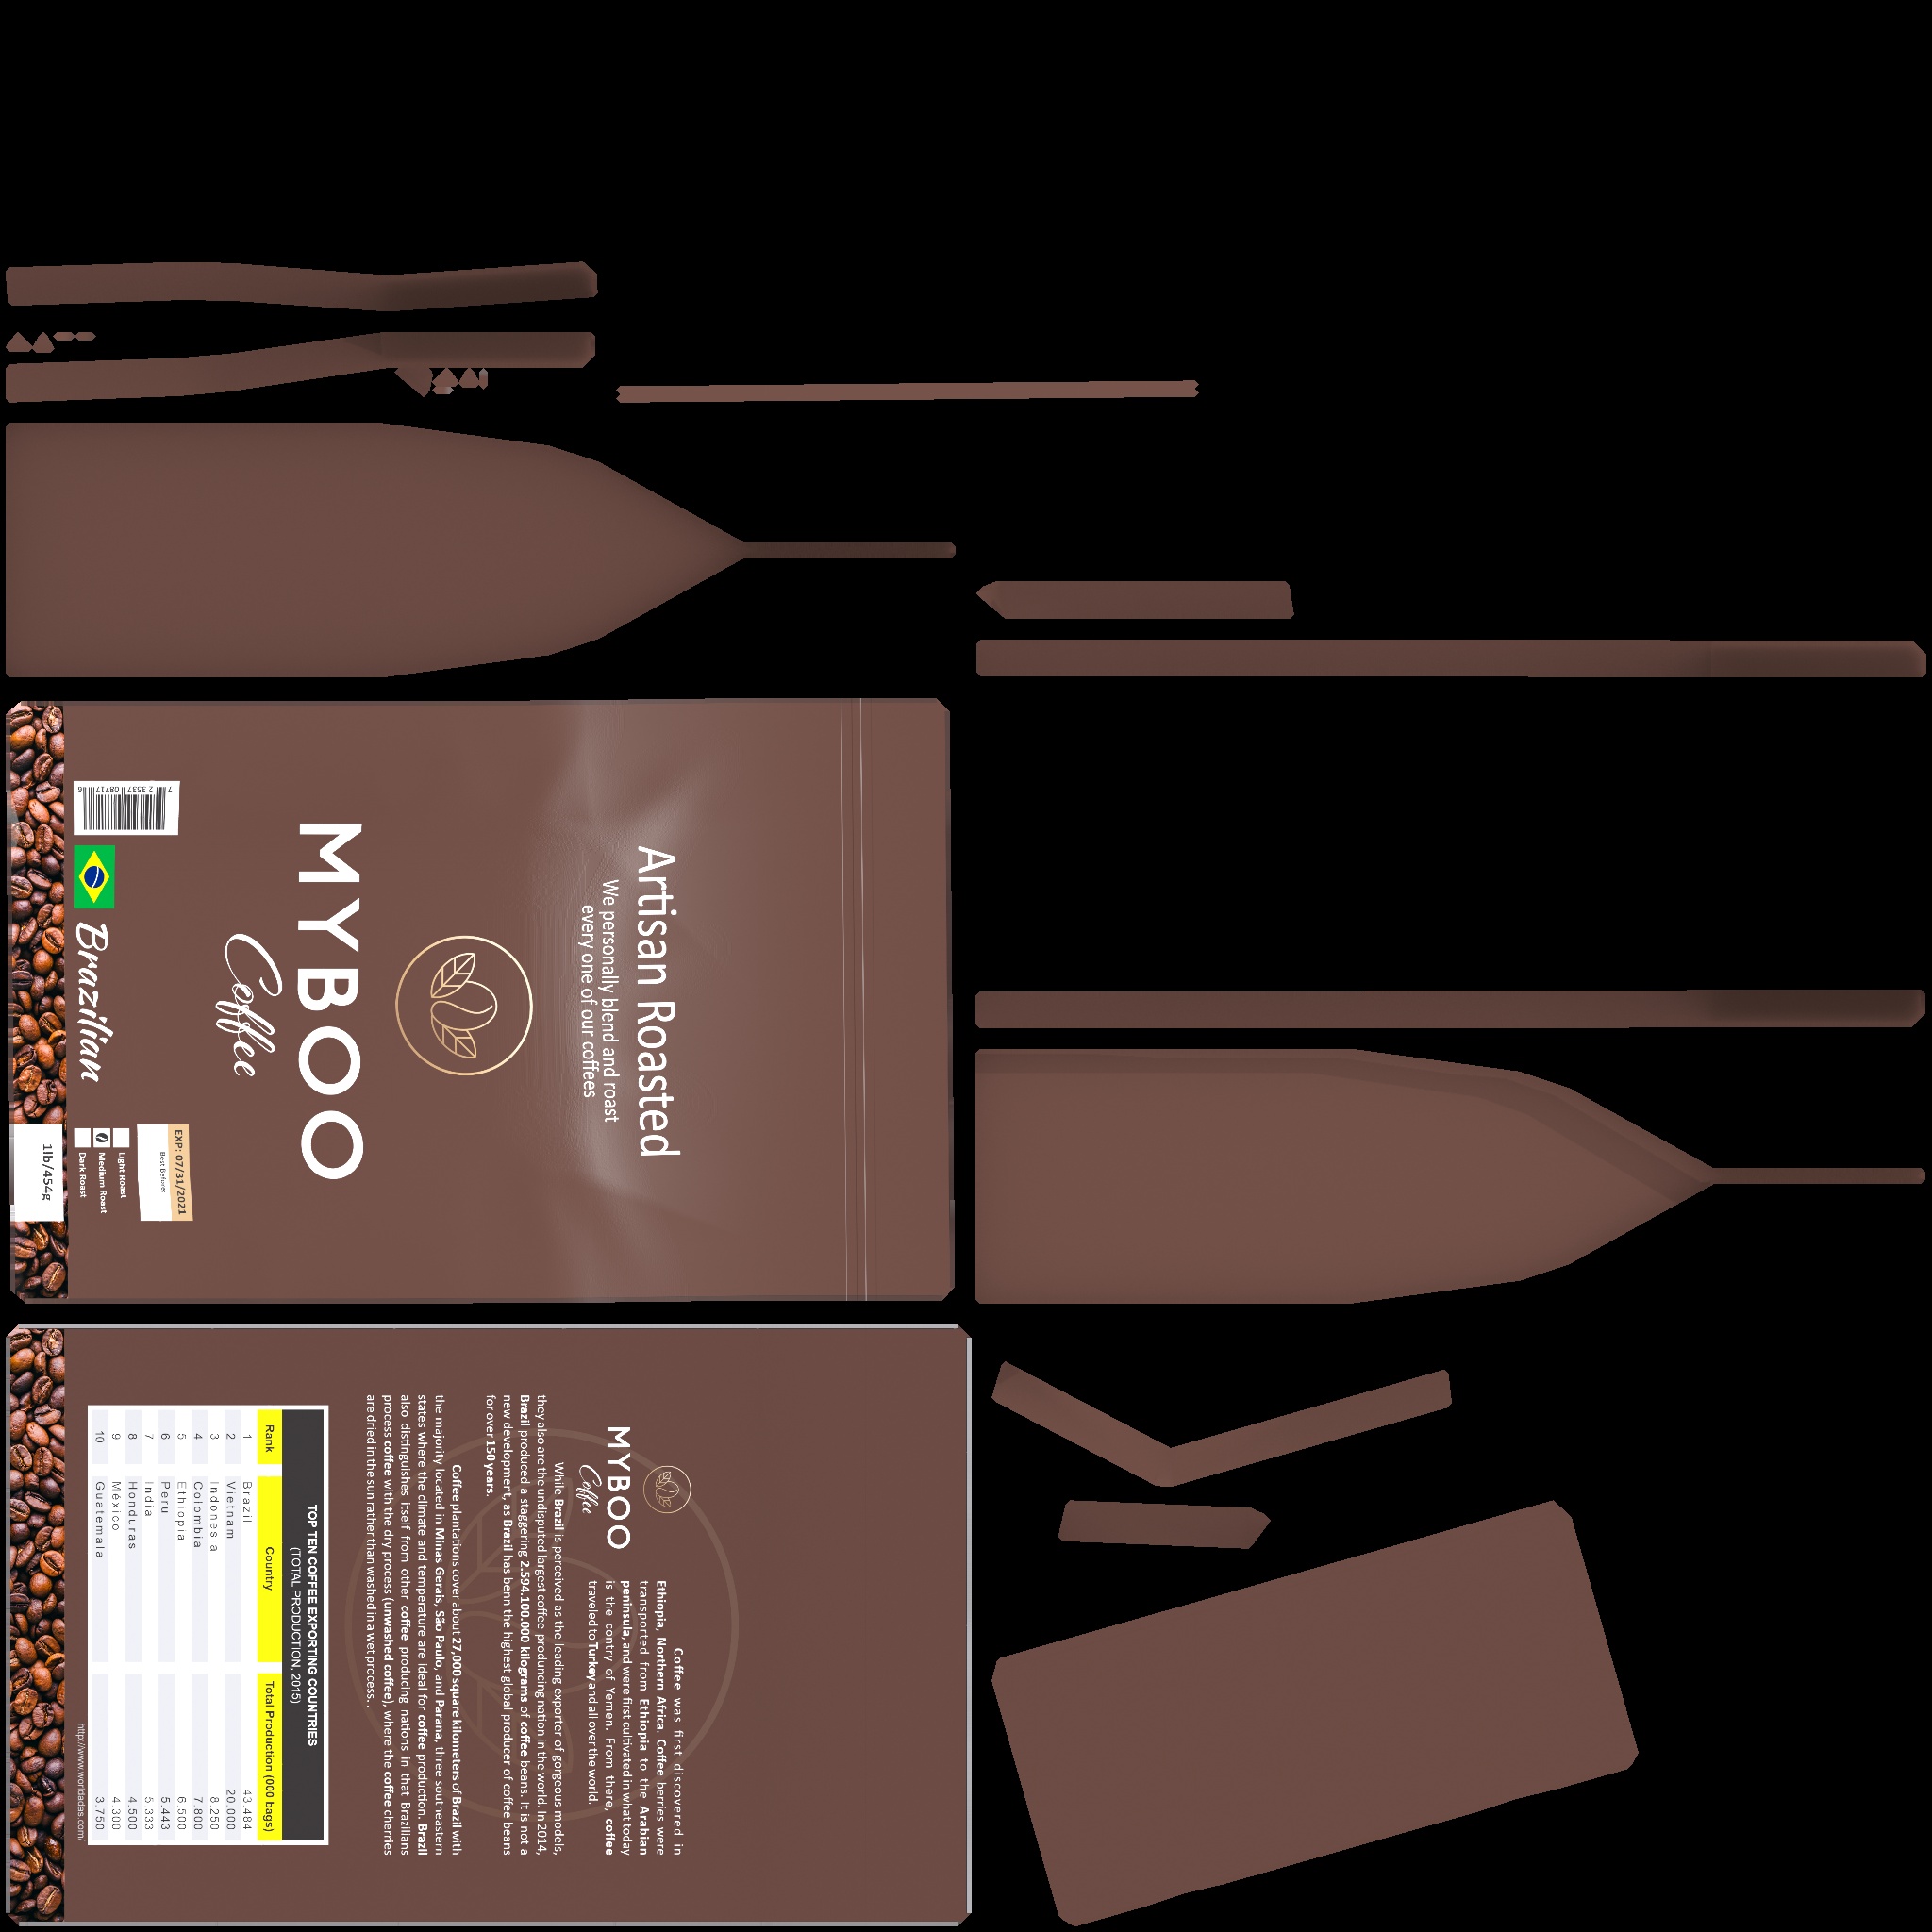 Artisan Roasted
We personally blend and roast
every one of our coffees
MYBOO
Coffee
EXP: 07/31/2021
Best Before:
7 23537 08717 6
Brazilian
Light Roast
Medium Roast
Dark Roast
1lb/454g
MYBOO
Coffee
Coffee was first discovered in
Ethiopia, Northern Africa. Coffee berries were
transported from Ethiopia to the Arabian
peninsula, and were first cultivated in what today
is the contry of Yemen. From there, coffee
traveled to Turkey and all over the world.
While Brazil is perceived as the leading exporter of gorgeous models,
they also are the undisputed largest coffee-produncing nation in the world. In 2014,
Brazil produced a staggering 2.594.100.000 kilograms of coffee beans. It is not a
new development, as Brazil has benn the highest global producer of coffee beans
for over 150 years.
Coffee plantations cover about 27,000 square kilometers of Brazil with
the majority located in Minas Gerais, São Paulo, and Parana, three southeastern
states where the climate and temperature are ideal for coffee production. Brazil
also distinguishes itself from other coffee producing nations in that Brazilians
process coffee with the dry process (unwashed coffee), where the coffee cherries
are dried in the sun rather than washed in a wet process. .
TOP TEN COFFEE EXPORTING COUNTRIES
(TOTAL PRODUCTION, 2015)
Rank Country Total Production (000 bags)
1 Brazil 43.484
2 Vietnam 20.000
3 Indonesia 8.250
4 Colombia 7.800
5 Ethiopia 6.500
6 Peru 5.443
7 India 5.333
8 Honduras 4.500
9 México 4.300
10 Guatemala 3.750
http://www.worldadas.com/